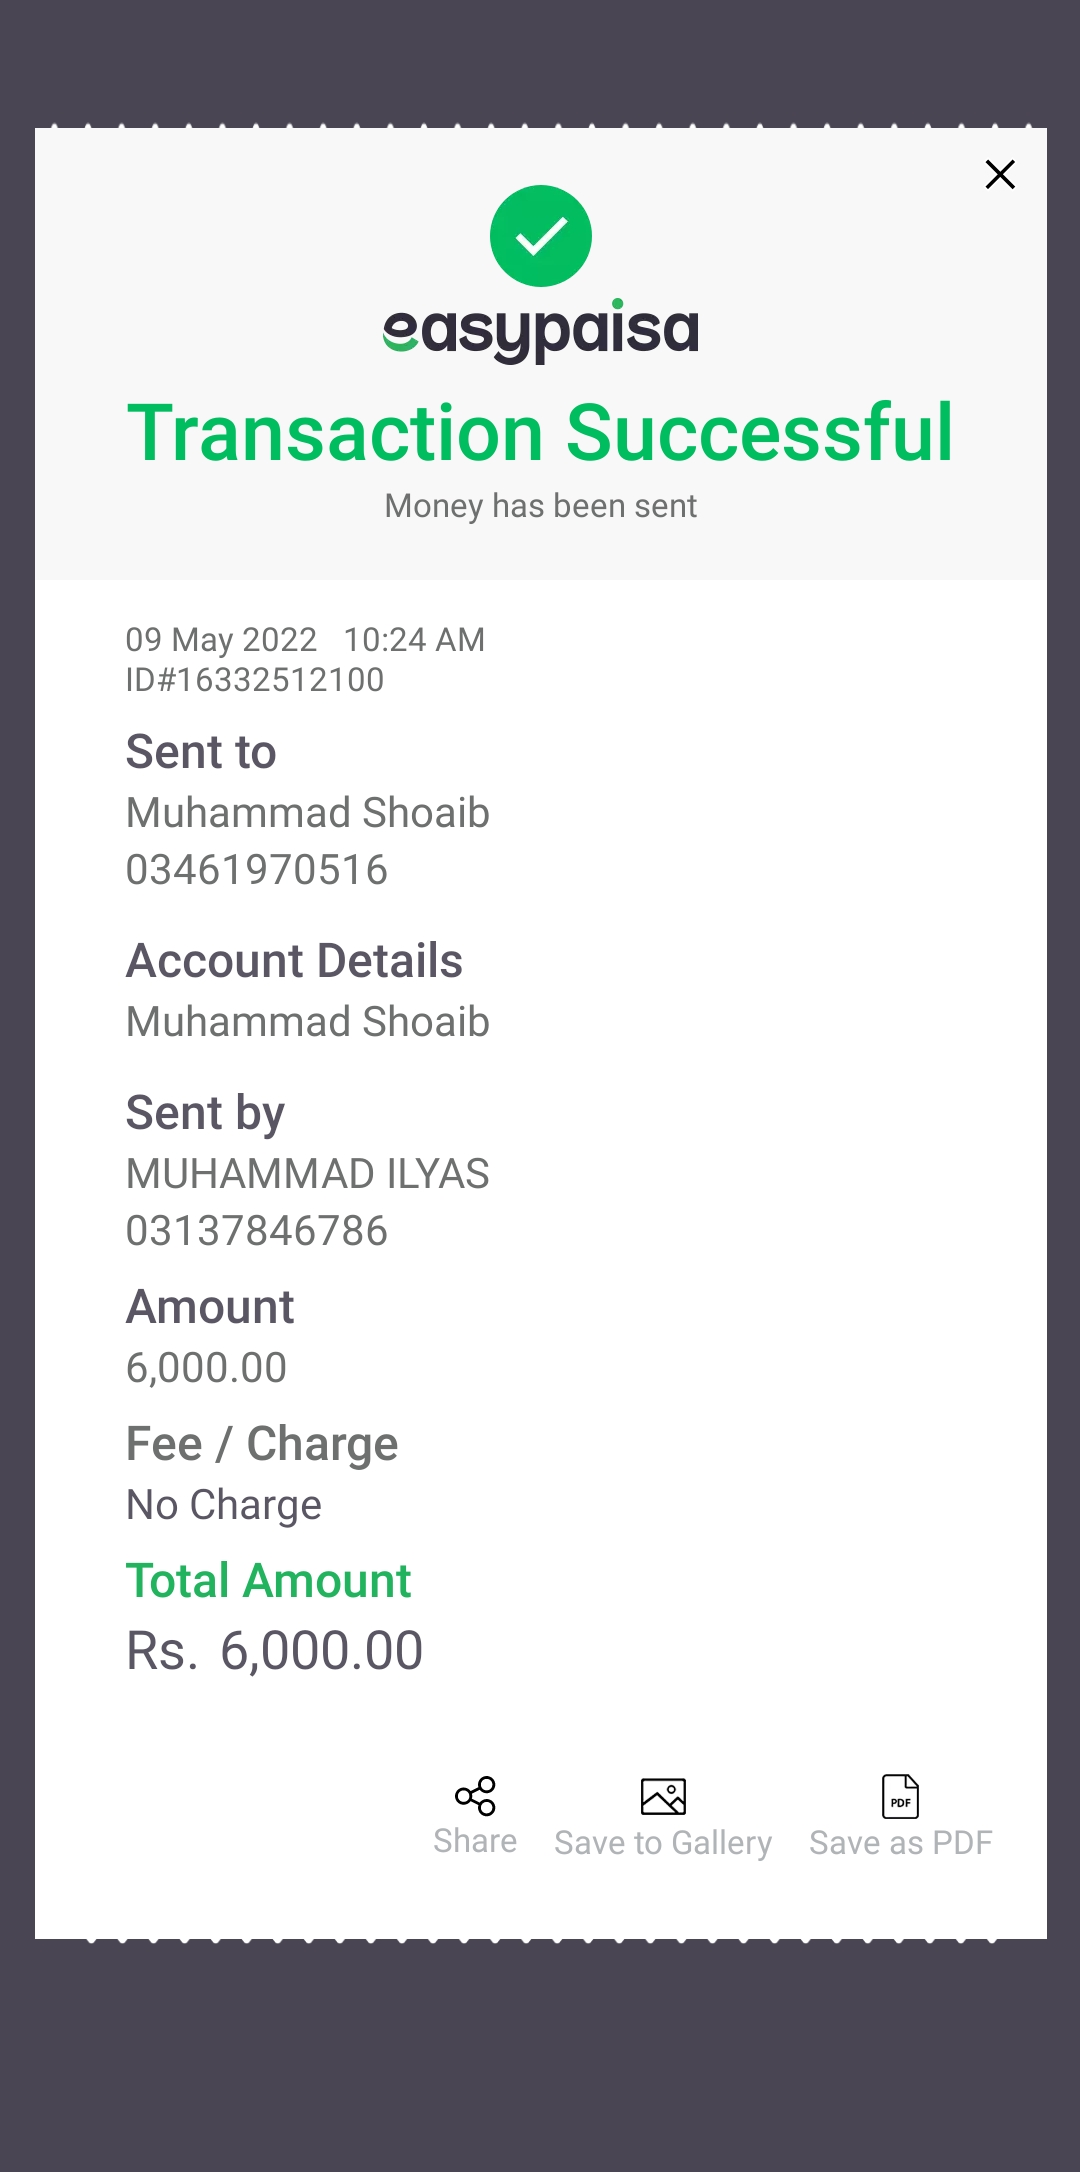 easypaisa
Transaction Successful
Money has been sent
09 May 2022 10:24 AM
ID#16332512100
Sent to
Muhammad Shoaib
03461970516
Account Details
Muhammad Shoaib
Sent by
MUHAMMAD ILYAS
03137846786
Amount
6,000.00
Fee / Charge
No Charge
Total Amount
Rs. 6,000.00
PDF
Share Save to Gallery Save as PDF